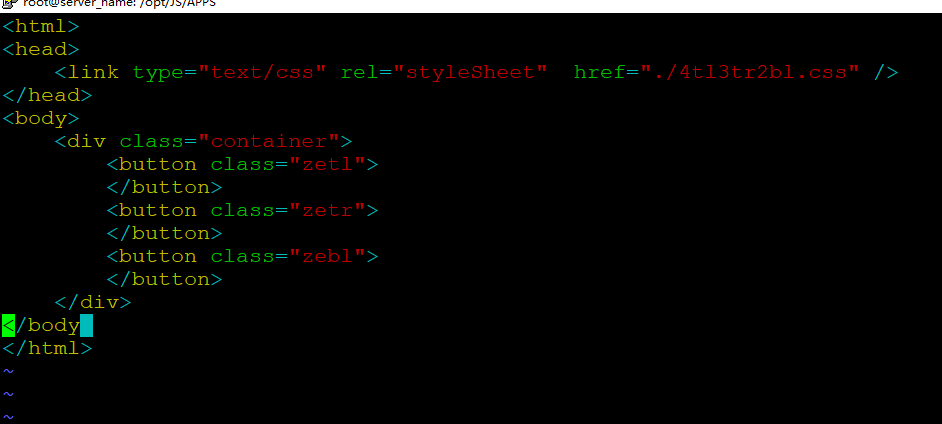 root@server_name: /opt/JS/APPS
<html>
<head>
    <link type="text/css" rel="styleSheet"  href="./4tl3tr2bl.css" />
</head>
<body>
    <div class="container">
        <button class="zetl">
        </button>
        <button class="zetr">
        </button>
        <button class="zebl">
        </button>
    </div>
</body>
</html>
~
~
~